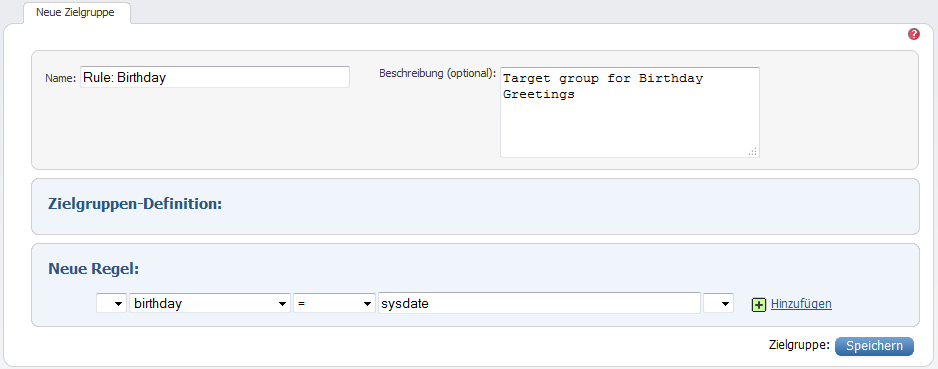 Neue Zielgruppe
?
Name: Rule: Birthday
Beschreibung (optional): Target group for Birthday
Greetings
Zielgruppen-Definition:
Neue Regel:
birthday = sysdate + Hinzufügen
Zielgruppe: Speichern